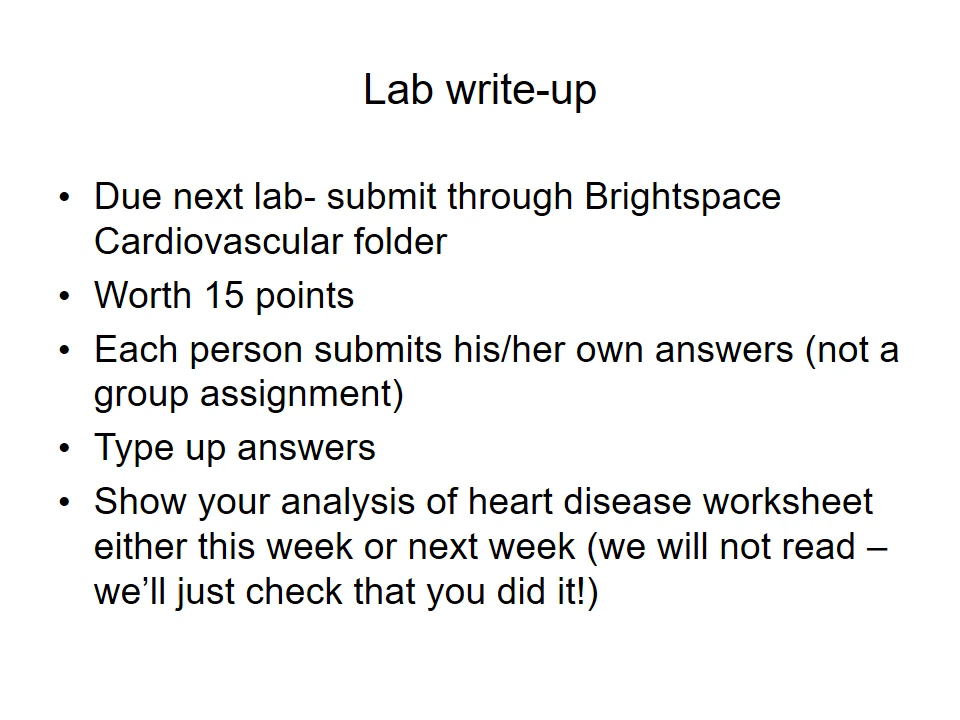 Lab write-up
• Due next lab- submit through Brightspace
Cardiovascular folder
• Worth 15 points
• Each person submits his/her own answers (not a
group assignment)
• Type up answers
• Show your analysis of heart disease worksheet
either this week or next week (we will not read –
we’ll just check that you did it!)